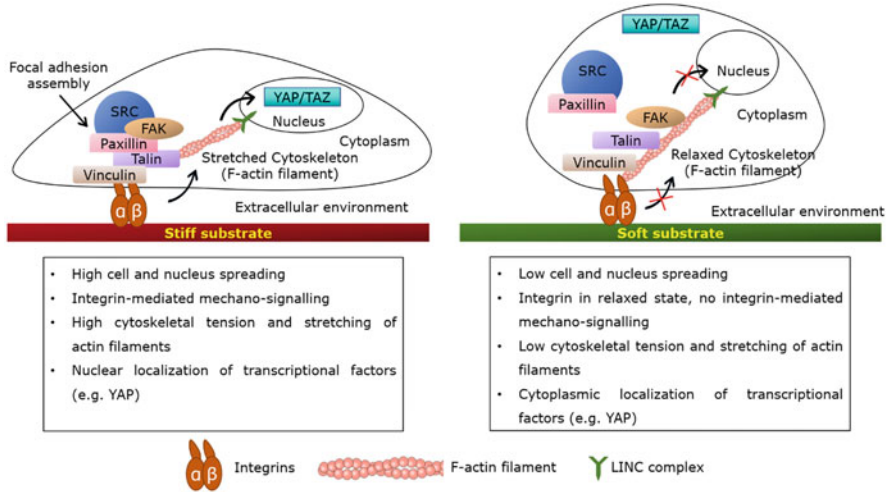 Focal adhesion
assembly
SRC
FAK
Paxillin
Talin
Vinculin
α β
YAP/TAZ
Nucleus
Cytoplasm
Stretched Cytoskeleton
(F-actin filament)
Extracellular environment
Stiff substrate
• High cell and nucleus spreading
• Integrin-mediated mechano-signalling
• High cytoskeletal tension and stretching of
actin filaments
• Nuclear localization of transcriptional factors
(e.g. YAP)
YAP/TAZ
SRC
Paxillin
Nucleus
FAK
Cytoplasm
Talin
Vinculin
Relaxed Cytoskeleton
(F-actin filament)
α β
Extracellular environment
Soft substrate
• Low cell and nucleus spreading
• Integrin in relaxed state, no integrin-mediated
mechano-signalling
• Low cytoskeletal tension and stretching of actin
filaments
• Cytoplasmic localization of transcriptional
factors (e.g. YAP)
α β Integrins
F-actin filament
LINC complex